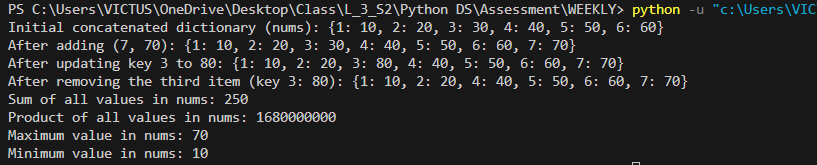 PS C:\Users\VICTUS\OneDrive\Desktop\Class\L_3_S2\Python DS\Assessment\WEEKLY> python -u "c:\Users\VIC
Initial concatenated dictionary (nums): {1: 10, 2: 20, 3: 30, 4: 40, 5: 50, 6: 60}
After adding (7, 70): {1: 10, 2: 20, 3: 30, 4: 40, 5: 50, 6: 60, 7: 70}
After updating key 3 to 80: {1: 10, 2: 20, 3: 80, 4: 40, 5: 50, 6: 60, 7: 70}
After removing the third item (key 3: 80): {1: 10, 2: 20, 4: 40, 5: 50, 6: 60, 7: 70}
Sum of all values in nums: 250
Product of all values in nums: 1680000000
Maximum value in nums: 70
Minimum value in nums: 10